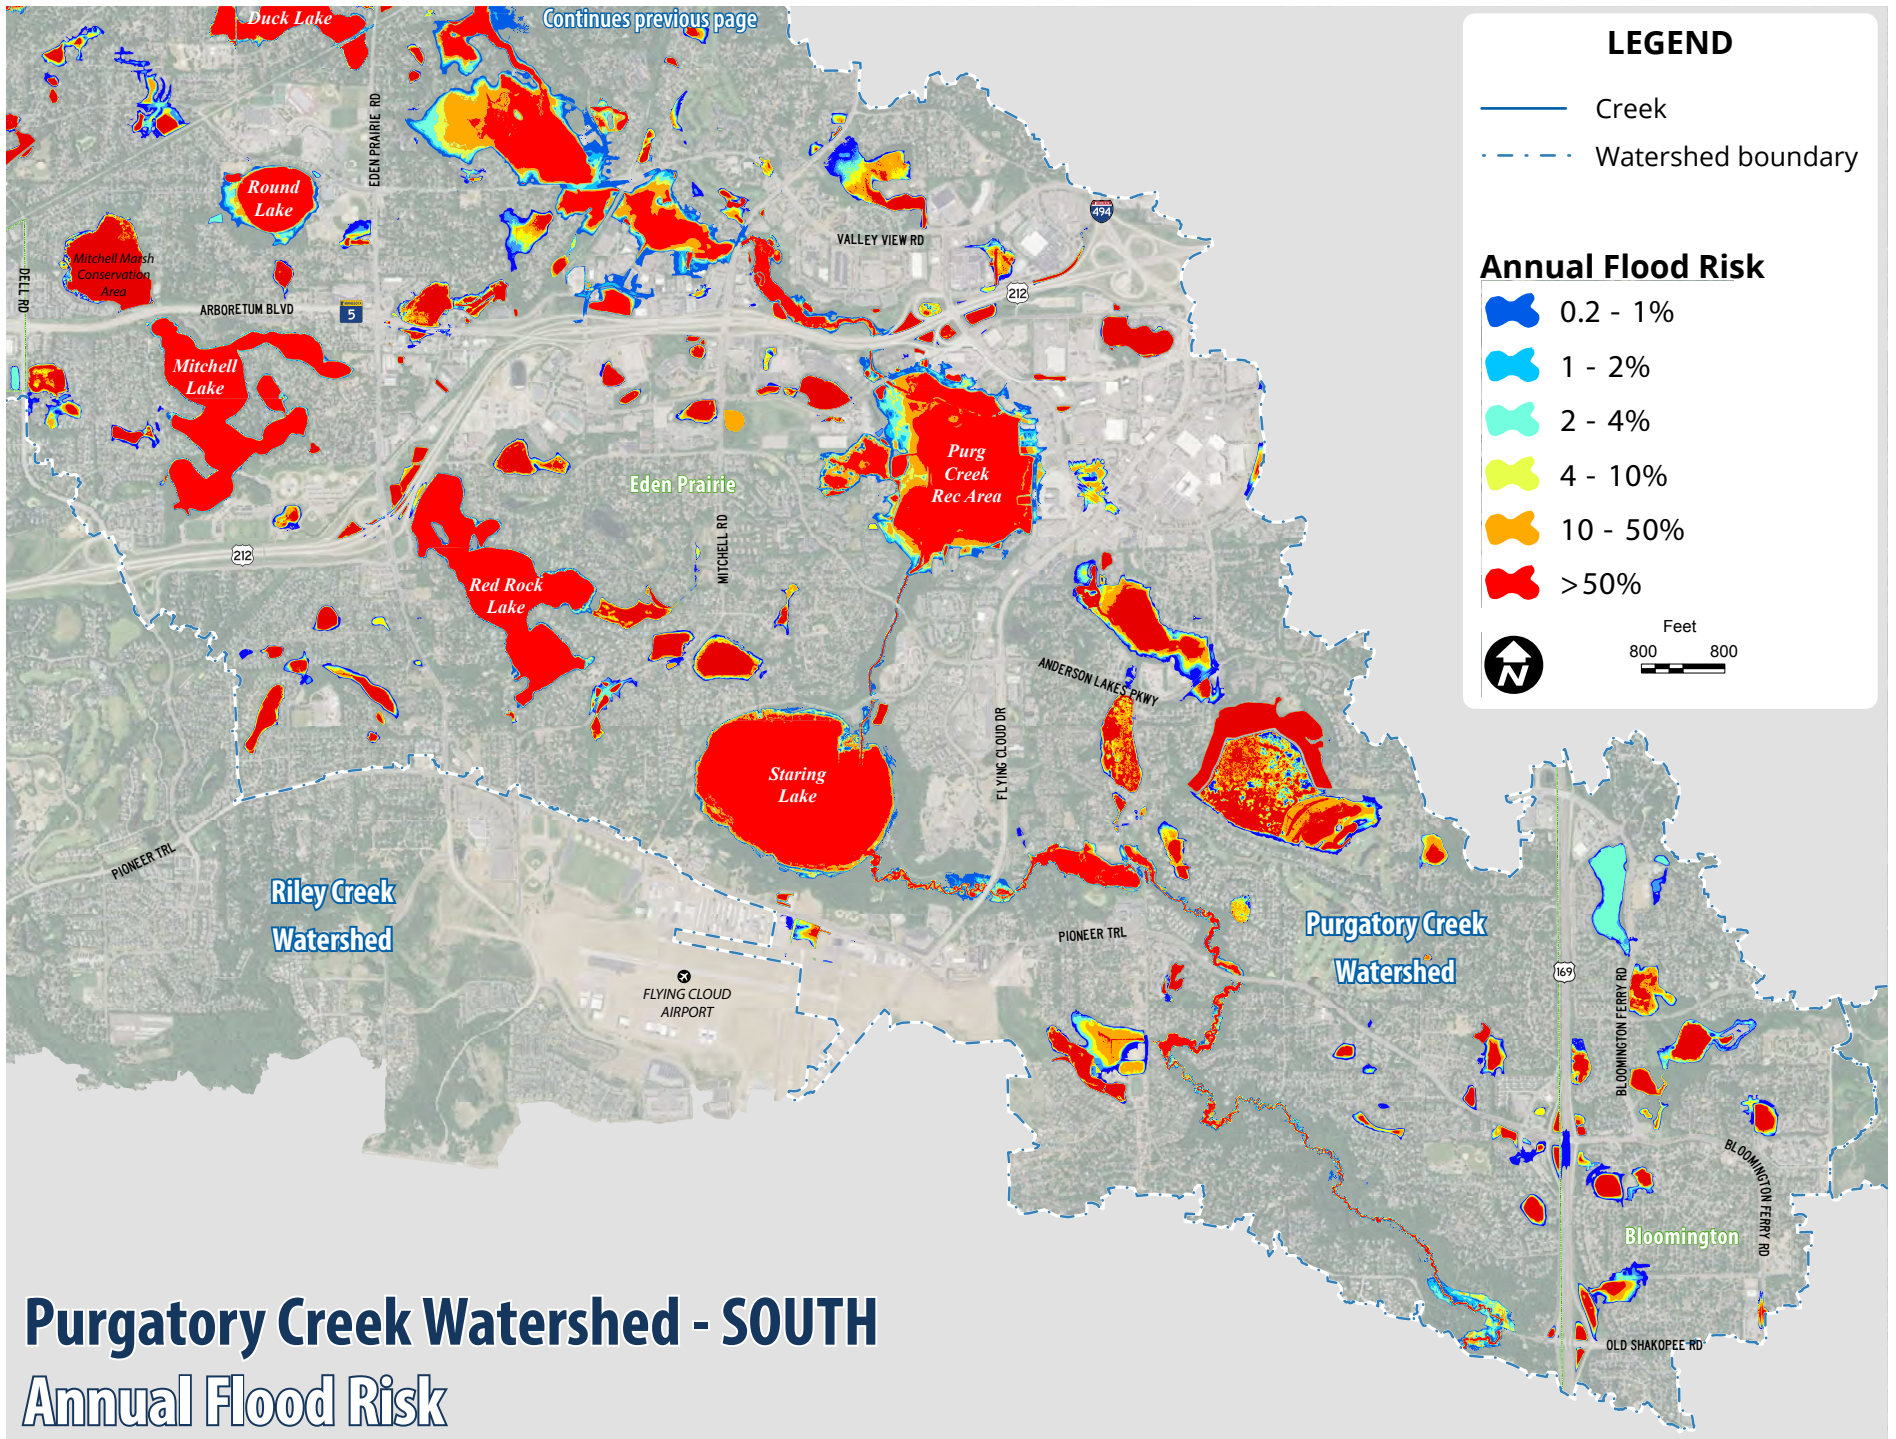 Duck Lake
Continues previous page
EDEN PRAIRIE RD
Round
Lake
Mitchell Marsh
Conservation
Area
DELL RD
ARBORETUM BLVD
MINNESOTA
5
VALLEY VIEW RD
494
212
Mitchell
Lake
Eden Prairie
Purg
Creek
Rec Area
MITCHELL RD
212
Red Rock
Lake
ANDERSON LAKES PKWY
FLYING CLOUD DR
Staring
Lake
PIONEER TRL
Riley Creek
Watershed
FLYING CLOUD
AIRPORT
PIONEER TRL
Purgatory Creek
Watershed
169
BLOOMINGTON FERRY RD
BLOOMINGTON FERRY RD
Bloomington
OLD SHAKOPEE RD
LEGEND
Creek
Watershed boundary
Annual Flood Risk
0.2 - 1%
1 - 2%
2 - 4%
4 - 10%
10 - 50%
>50%
N
Feet
800 800
Purgatory Creek Watershed - SOUTH
Annual Flood Risk